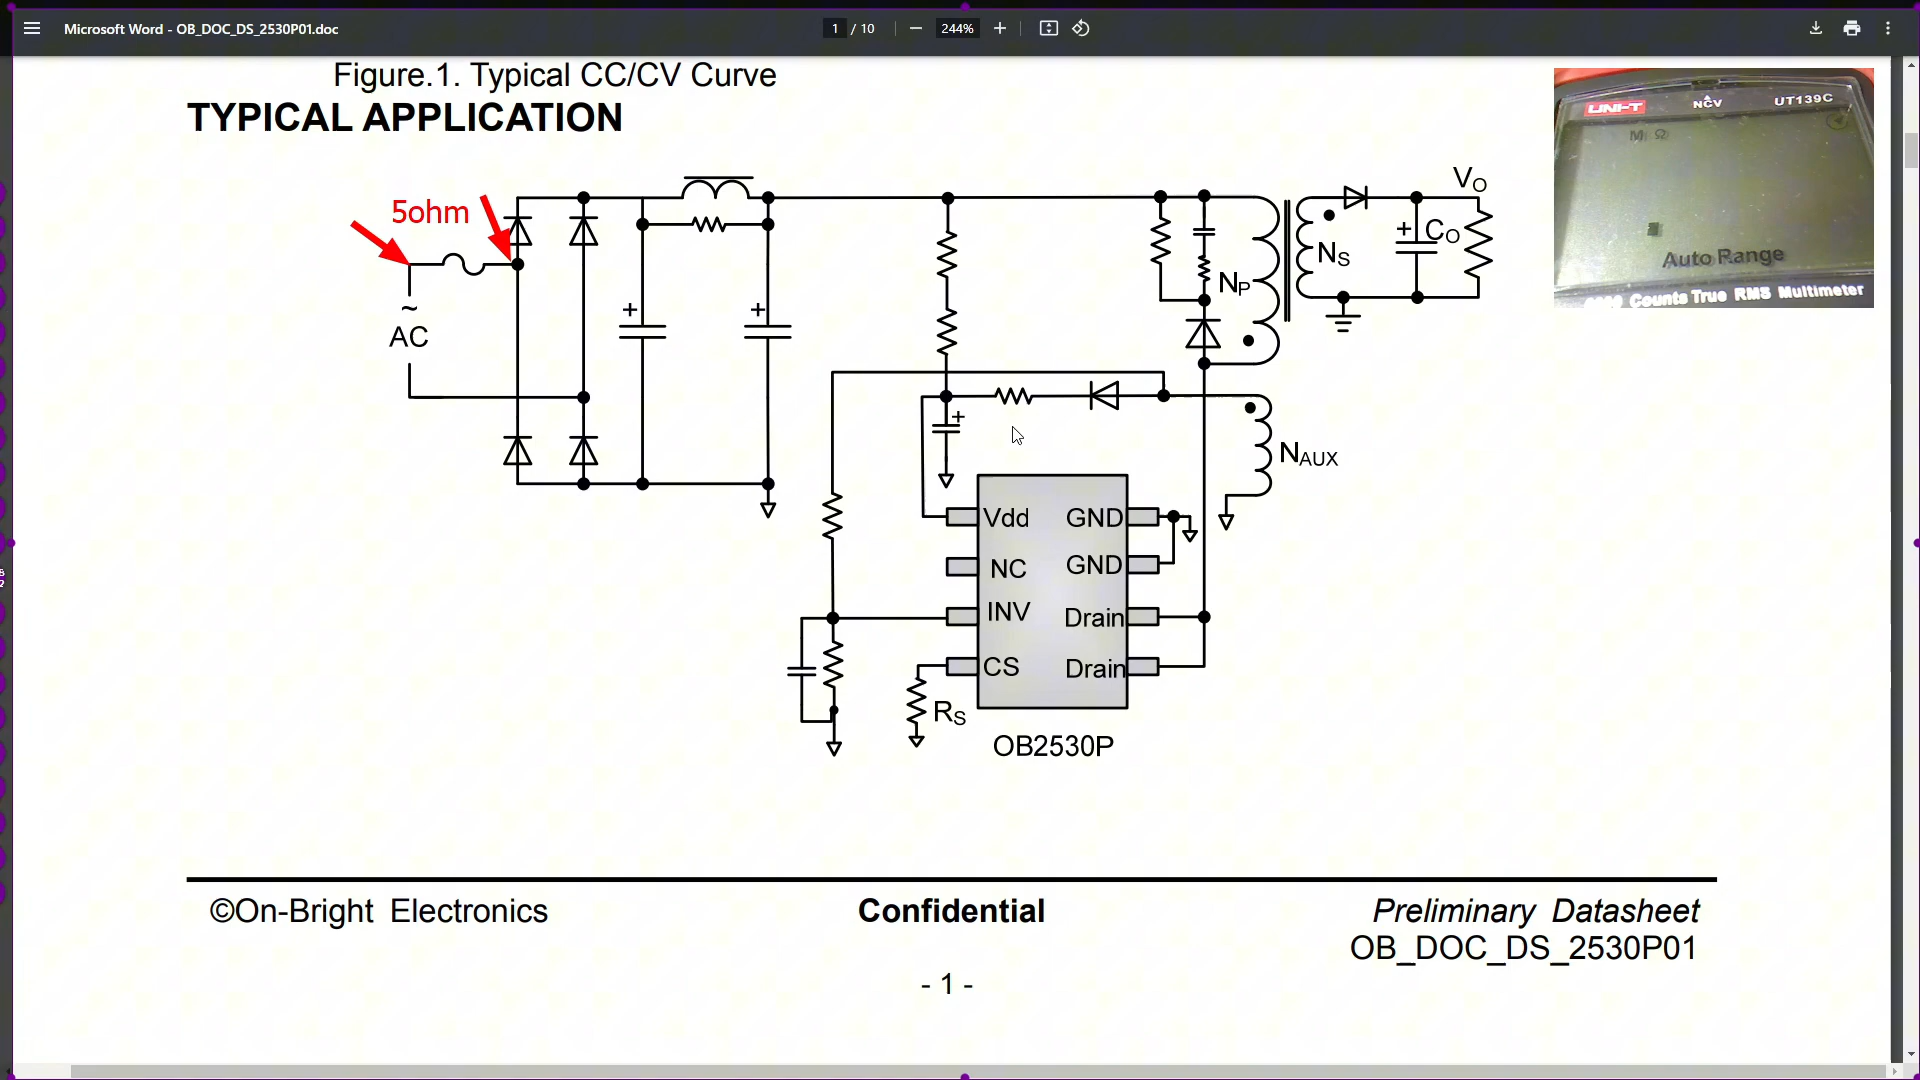 Microsoft Word - OB_DOC_DS_2530P01.doc
1 / 10
244%
Figure.1. Typical CC/CV Curve
TYPICAL APPLICATION
UNI-T NCV UT139C
MΩ
Auto Range
Counts True RMS Multimeter
5ohm
~
AC
+
+
+
NP
NS
VO
+ CO
NAUX
Vdd GND
NC GND
INV Drain
CS Drain
RS
OB2530P
©On-Bright Electronics Confidential Preliminary Datasheet
OB_DOC_DS_2530P01
- 1 -